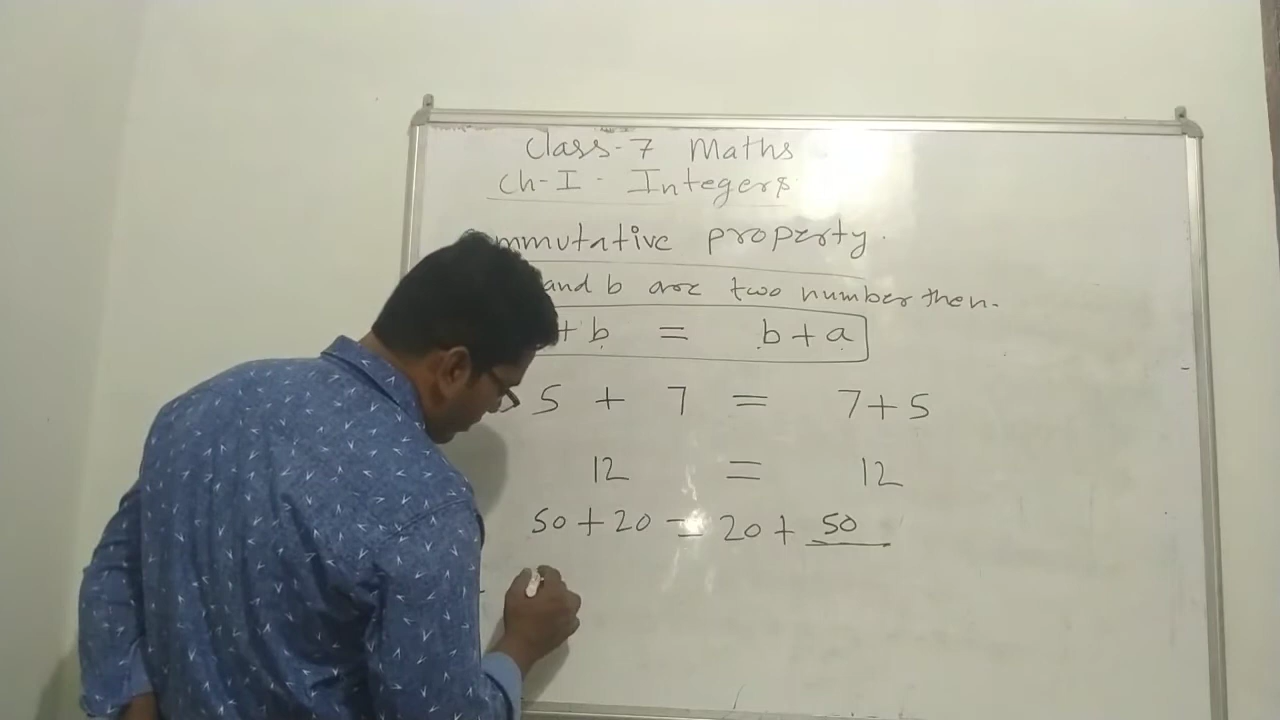 Class-7 Maths
Ch-I - Integers
mmutative property.
and b are two number then.
+ b = b + a
5 + 7 = 7 + 5
12 = 12
50 + 20 = 20 + 50